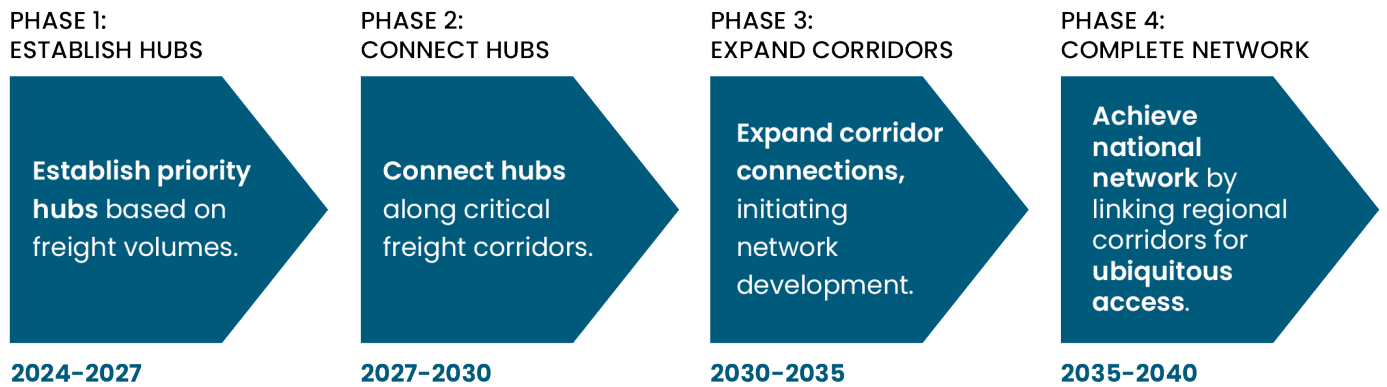 PHASE 1:
ESTABLISH HUBS
Establish priority
hubs based on
freight volumes.
2024–2027
PHASE 2:
CONNECT HUBS
Connect hubs
along critical
freight corridors.
2027–2030
PHASE 3:
EXPAND CORRIDORS
Expand corridor
connections,
initiating
network
development.
2030–2035
PHASE 4:
COMPLETE NETWORK
Achieve
national
network by
linking regional
corridors for
ubiquitous
access.
2035–2040